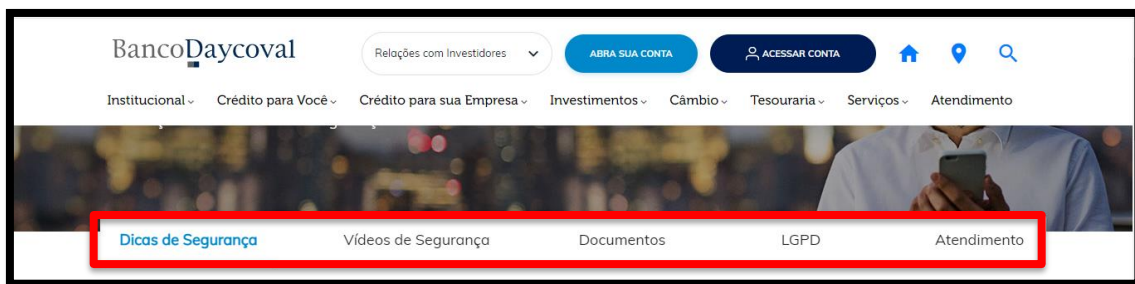 BancoDaycoval
Relações com Investidores
ABRA SUA CONTA
ACESSAR CONTA
Institucional Crédito para Você Crédito para sua Empresa Investimentos Câmbio Tesouraria Serviços Atendimento
Dicas de Segurança Vídeos de Segurança Documentos LGPD Atendimento